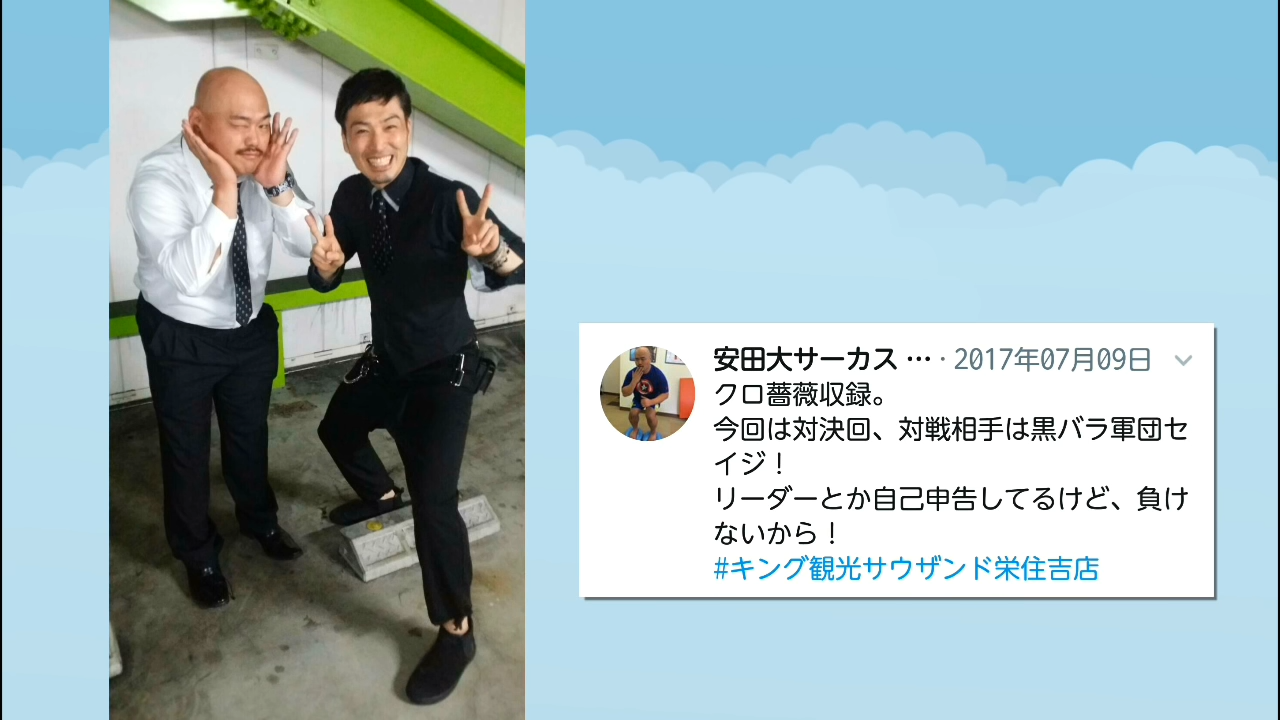 安田大サーカス … · 2017年07月09日
クロ薔薇収録。
今回は対決回、対戦相手は黒バラ軍団セ
イジ！
リーダーとか自己申告してるけど、負け
ないから！
#キング観光サウザンド栄住吉店